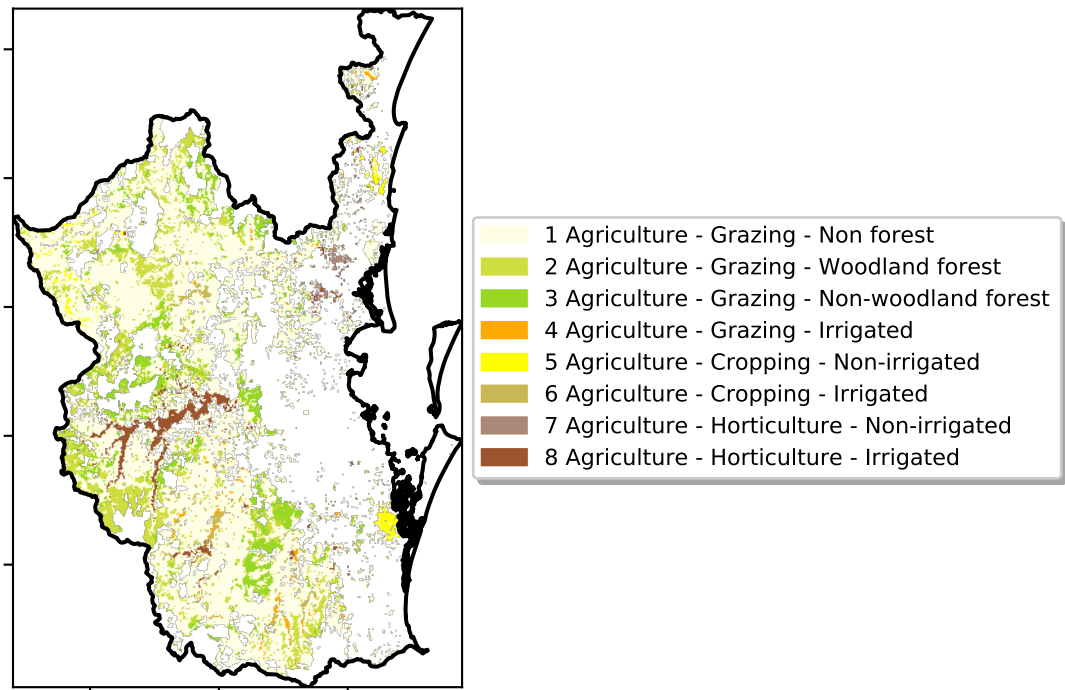 1 Agriculture - Grazing - Non forest
2 Agriculture - Grazing - Woodland forest
3 Agriculture - Grazing - Non-woodland forest
4 Agriculture - Grazing - Irrigated
5 Agriculture - Cropping - Non-irrigated
6 Agriculture - Cropping - Irrigated
7 Agriculture - Horticulture - Non-irrigated
8 Agriculture - Horticulture - Irrigated